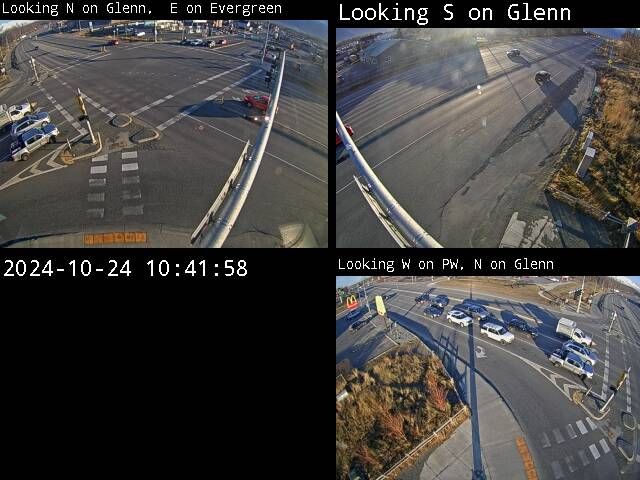 Looking N on Glenn,  E on Evergreen
Looking S on Glenn
2024-10-24 10:41:58
Looking W on PW, N on Glenn